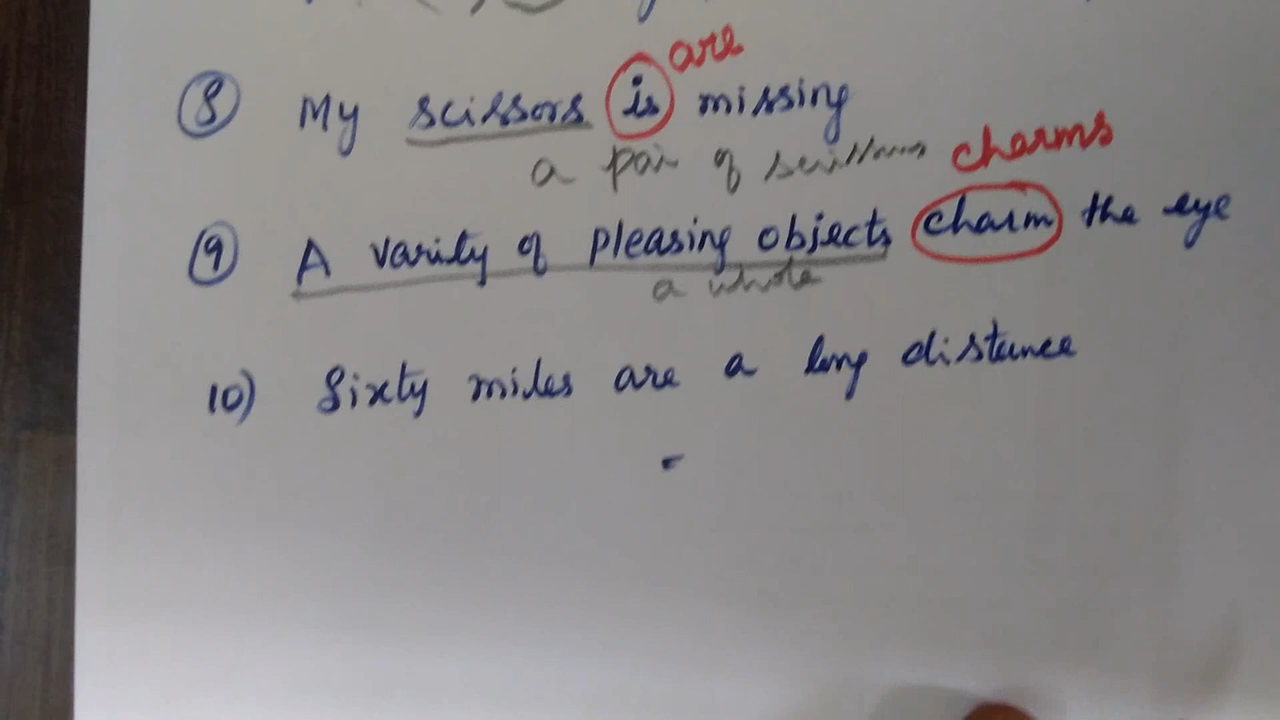 are
⑧ My scissors is missing
a pair of scissors charms
⑨ A varity of pleasing objects charm the eye
a whole
10) Sixty miles are a long distance